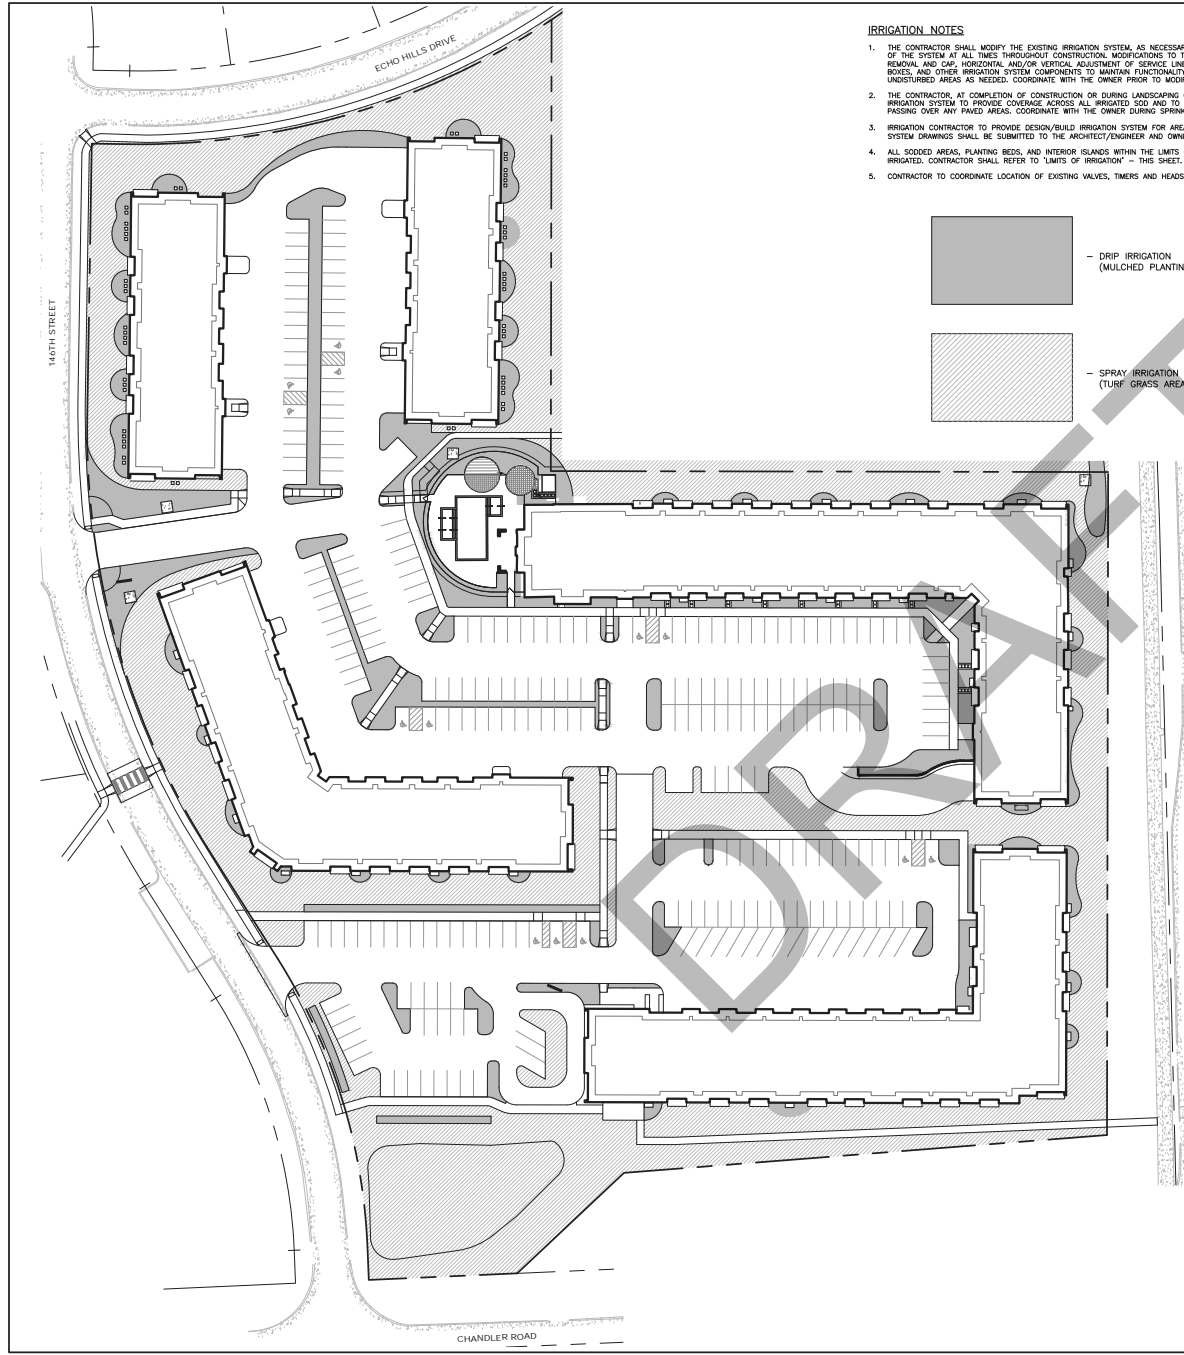 IRRIGATION NOTES
1. THE CONTRACTOR SHALL MODIFY THE EXISTING IRRIGATION SYSTEM, AS NECESSAR
OF THE SYSTEM AT ALL TIMES THROUGHOUT CONSTRUCTION. MODIFICATIONS TO T
REMOVAL AND CAP, HORIZONTAL AND/OR VERTICAL ADJUSTMENT OF SERVICE LINE
BOXES, AND OTHER IRRIGATION SYSTEM COMPONENTS TO MAINTAIN FUNCTIONALITY
UNDISTURBED AREAS AS NEEDED. COORDINATE WITH THE OWNER PRIOR TO MODIF
2. THE CONTRACTOR, AT COMPLETION OF CONSTRUCTION OR DURING LANDSCAPING
IRRIGATION SYSTEM TO PROVIDE COVERAGE ACROSS ALL IRRIGATED SOD AND TO
PASSING OVER ANY PAVED AREAS. COORDINATE WITH THE OWNER DURING SPRINK
3. IRRIGATION CONTRACTOR TO PROVIDE DESIGN/BUILD IRRIGATION SYSTEM FOR AREA
SYSTEM DRAWINGS SHALL BE SUBMITTED TO THE ARCHITECT/ENGINEER AND OWNE
4. ALL SODDED AREAS, PLANTING BEDS, AND INTERIOR ISLANDS WITHIN THE LIMITS
IRRIGATED. CONTRACTOR SHALL REFER TO 'LIMITS OF IRRIGATION' – THIS SHEET.
5. CONTRACTOR TO COORDINATE LOCATION OF EXISTING VALVES, TIMERS AND HEADS
– DRIP IRRIGATION
(MULCHED PLANTIN
– SPRAY IRRIGATION
(TURF GRASS AREA
ECHO HILLS DRIVE
146TH STREET
CHANDLER ROAD
DRAFT